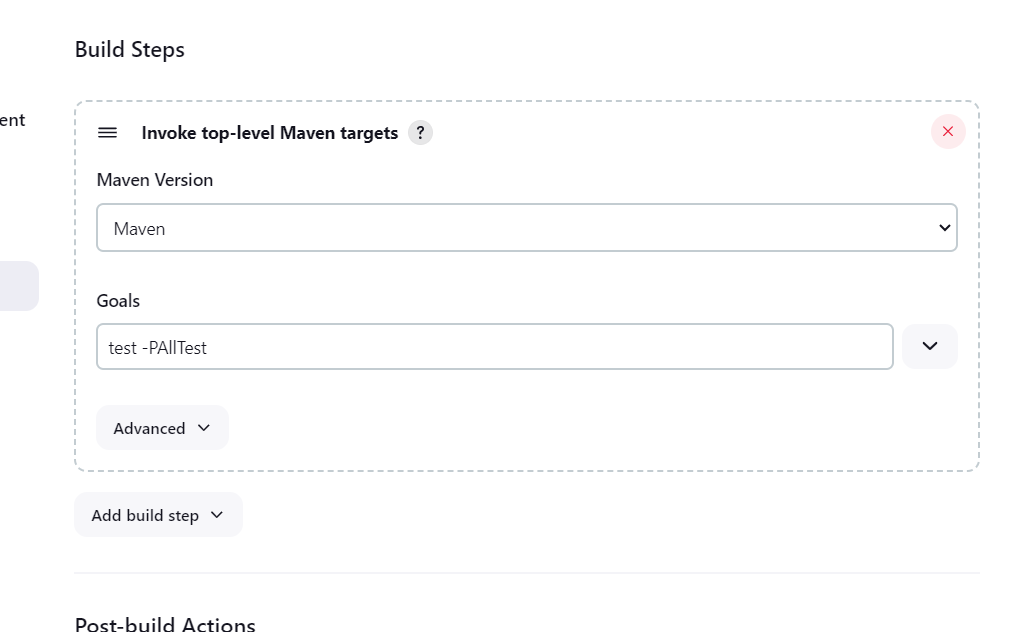 Build Steps
ent
Invoke top-level Maven targets ?
Maven Version
Maven
Goals
test -PAllTest
Advanced
Add build step
Post-build Actions